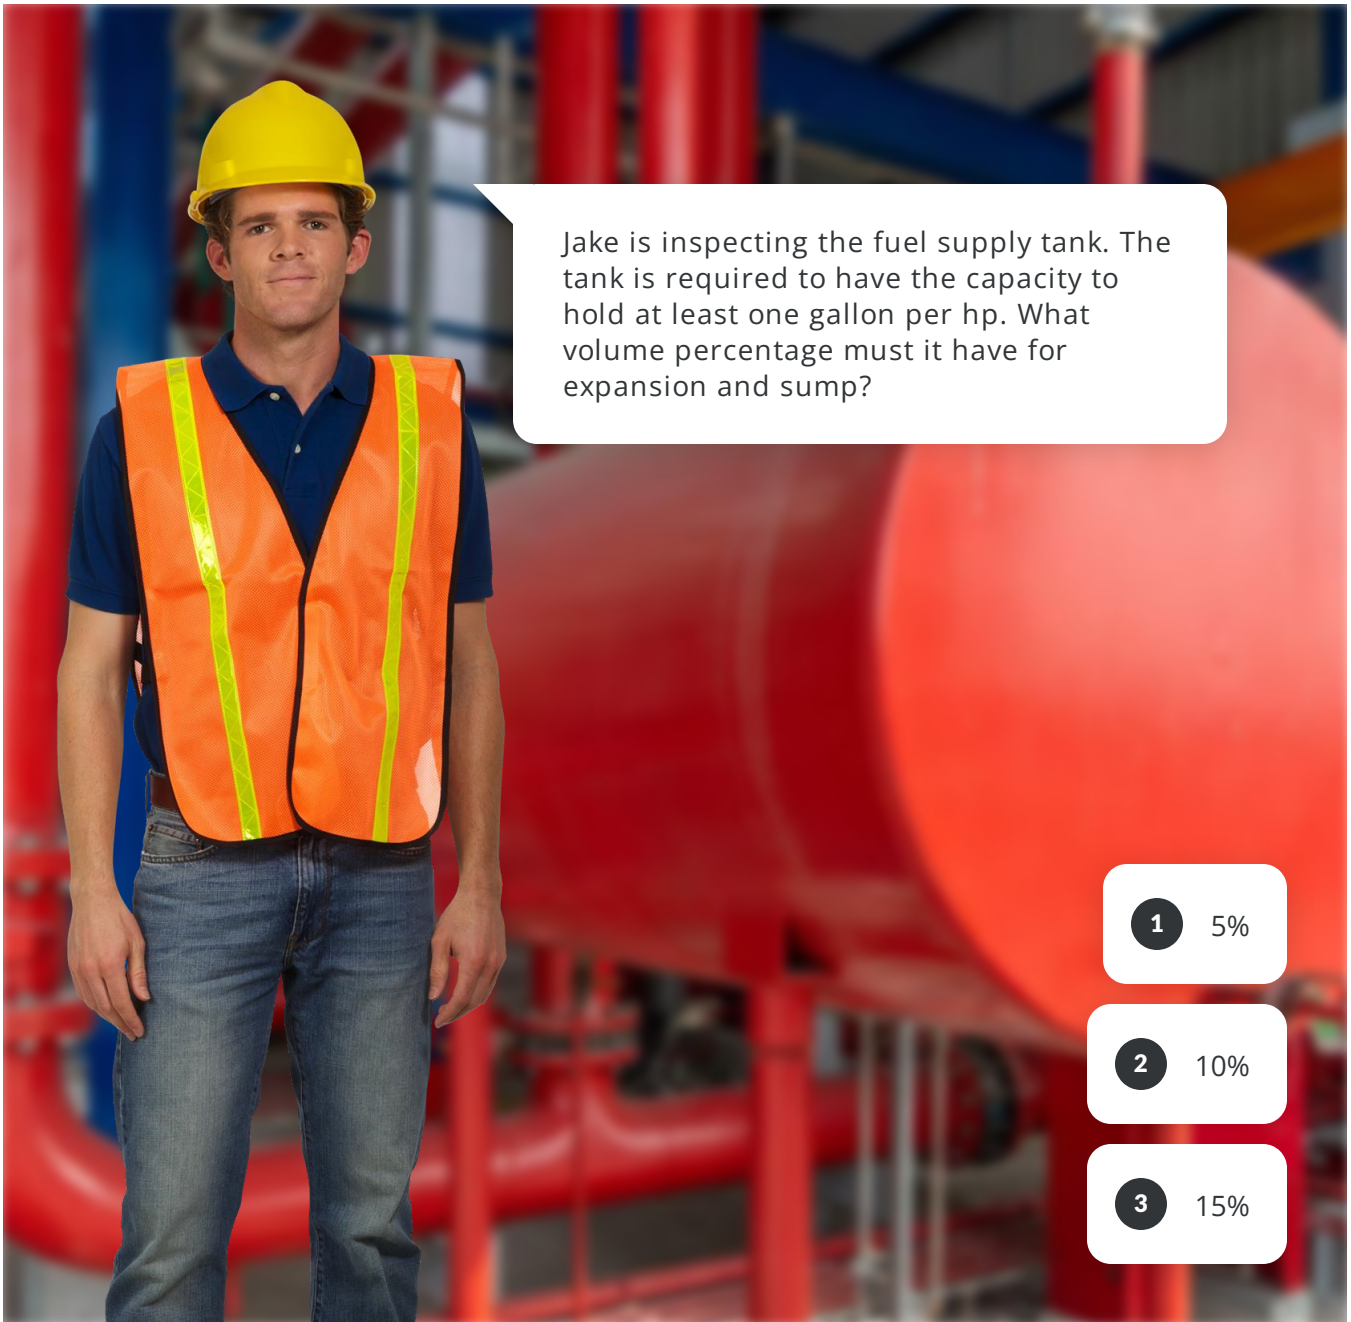 Jake is inspecting the fuel supply tank. The
tank is required to have the capacity to
hold at least one gallon per hp. What
volume percentage must it have for
expansion and sump?
1 5%
2 10%
3 15%